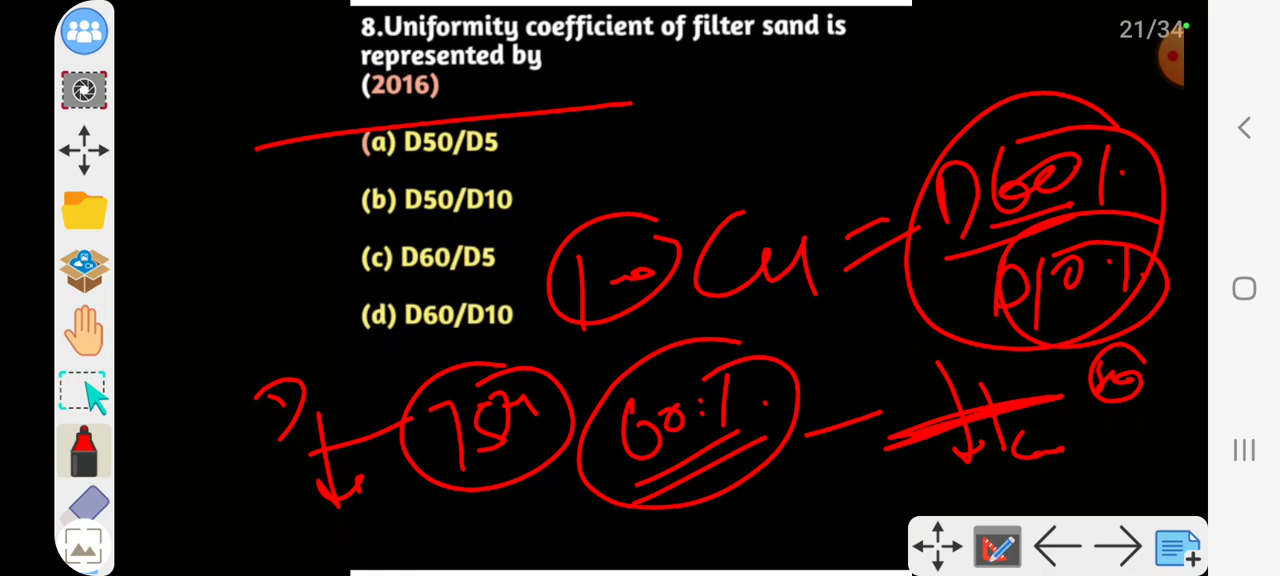 21/34
8.Uniformity coefficient of filter sand is
represented by
(2016)
(a) D50/D5
(b) D50/D10
(c) D60/D5
(d) D60/D10
Cu = D60%
D10%
60%